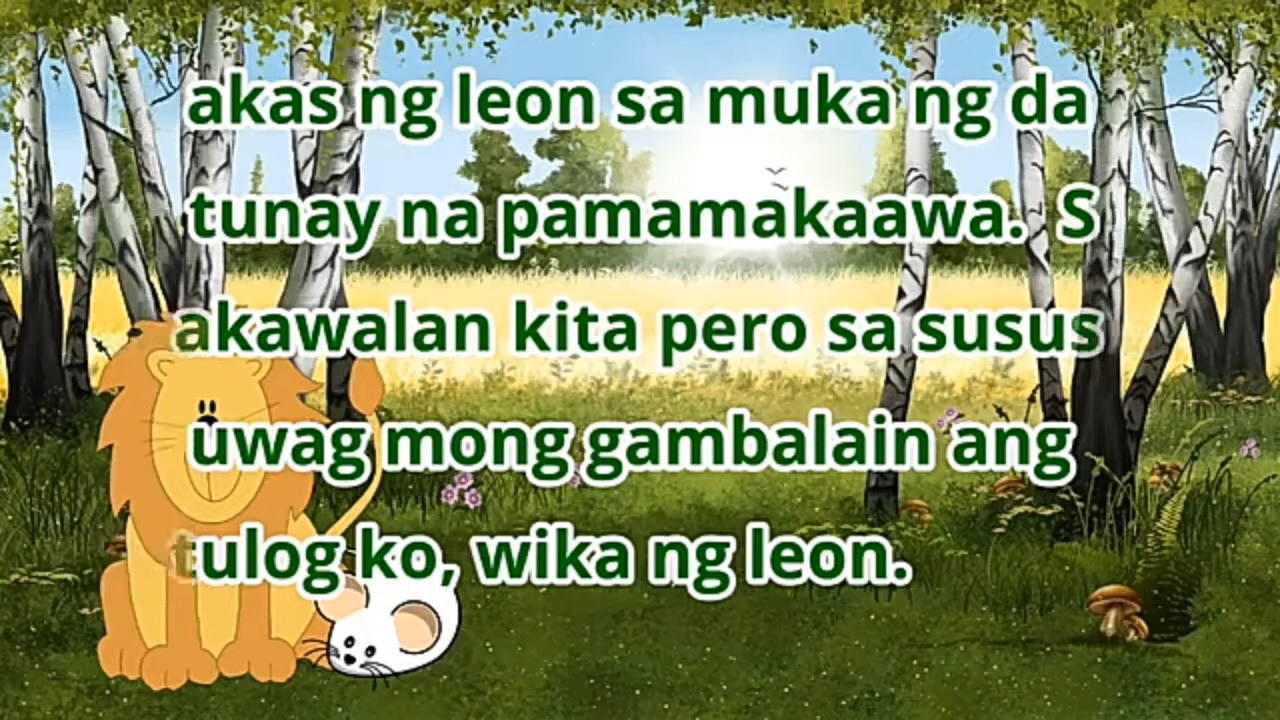 akas ng leon sa muka ng da
tunay na pamamakaawa. S
akawalan kita pero sa susus
uwag mong gambalain ang
tulog ko, wika ng leon.